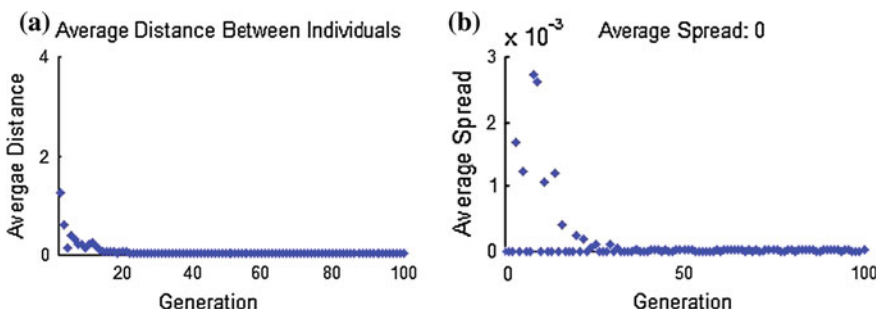 (a) Average Distance Between Individuals
Avergae Distance
4
2
0
20 40 60 80 100
Generation
(b) x 10⁻³ Average Spread: 0
Average Spread
3
2
1
0
0 50 100
Generation